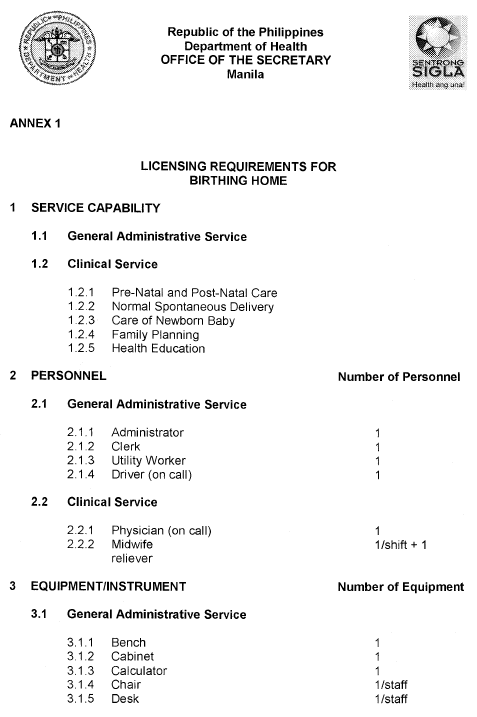 Republic of the Philippines
Department of Health
OFFICE OF THE SECRETARY
Manila
REPUBLIC OF THE PHILIPPINES
DEPARTMENT OF HEALTH
SENTRONG
SIGLA
Health ang una!
ANNEX 1
LICENSING REQUIREMENTS FOR
BIRTHING HOME
1 SERVICE CAPABILITY
1.1 General Administrative Service
1.2 Clinical Service
1.2.1 Pre-Natal and Post-Natal Care
1.2.2 Normal Spontaneous Delivery
1.2.3 Care of Newborn Baby
1.2.4 Family Planning
1.2.5 Health Education
2 PERSONNEL Number of Personnel
2.1 General Administrative Service
2.1.1 Administrator 1
2.1.2 Clerk 1
2.1.3 Utility Worker 1
2.1.4 Driver (on call) 1
2.2 Clinical Service
2.2.1 Physician (on call) 1
2.2.2 Midwife 1/shift + 1
reliever
3 EQUIPMENT/INSTRUMENT Number of Equipment
3.1 General Administrative Service
3.1.1 Bench 1
3.1.2 Cabinet 1
3.1.3 Calculator 1
3.1.4 Chair 1/staff
3.1.5 Desk 1/staff